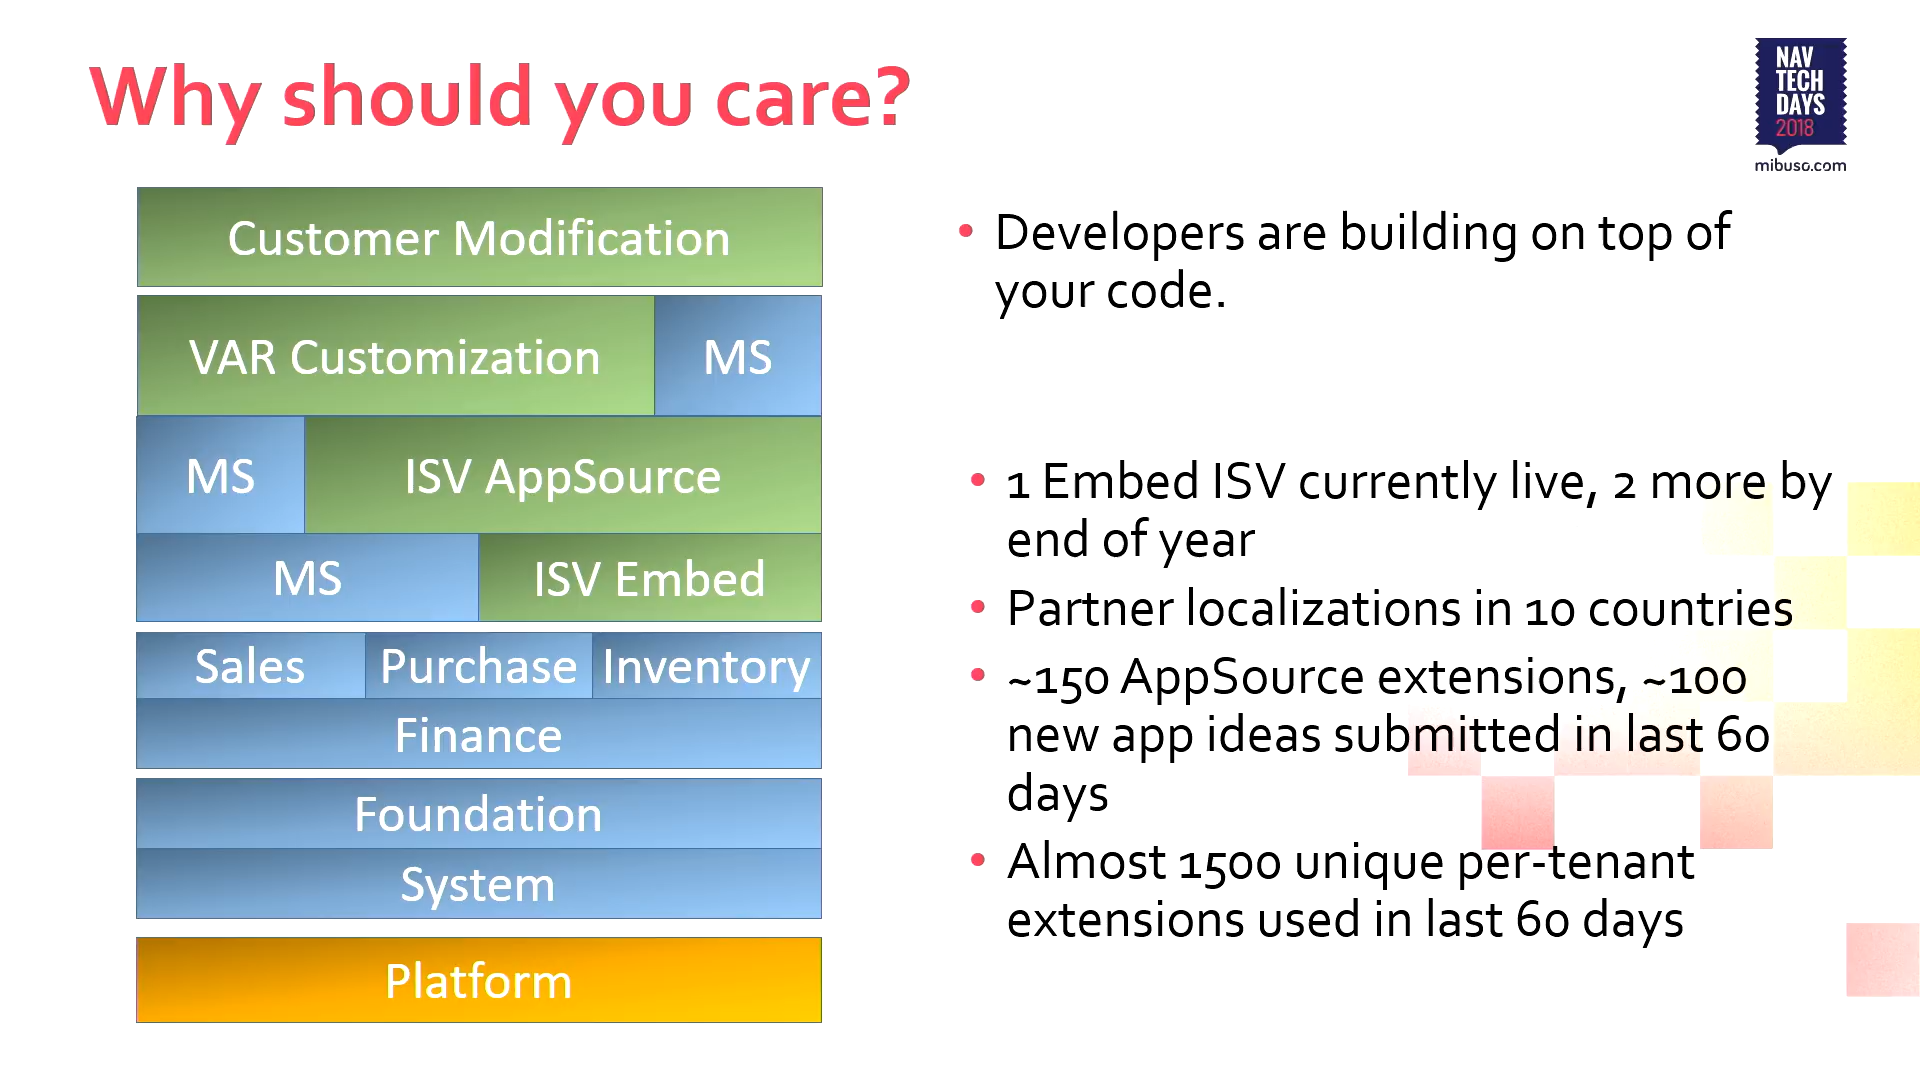 Why should you care?
NAV
TECH
DAYS
2018
mibuso.com
Customer Modification
VAR Customization MS
MS ISV AppSource
MS ISV Embed
Sales Purchase Inventory
Finance
Foundation
System
Platform
• Developers are building on top of
your code.
• 1 Embed ISV currently live, 2 more by
end of year
• Partner localizations in 10 countries
• ~150 AppSource extensions, ~100
new app ideas submitted in last 60
days
• Almost 1500 unique per-tenant
extensions used in last 60 days